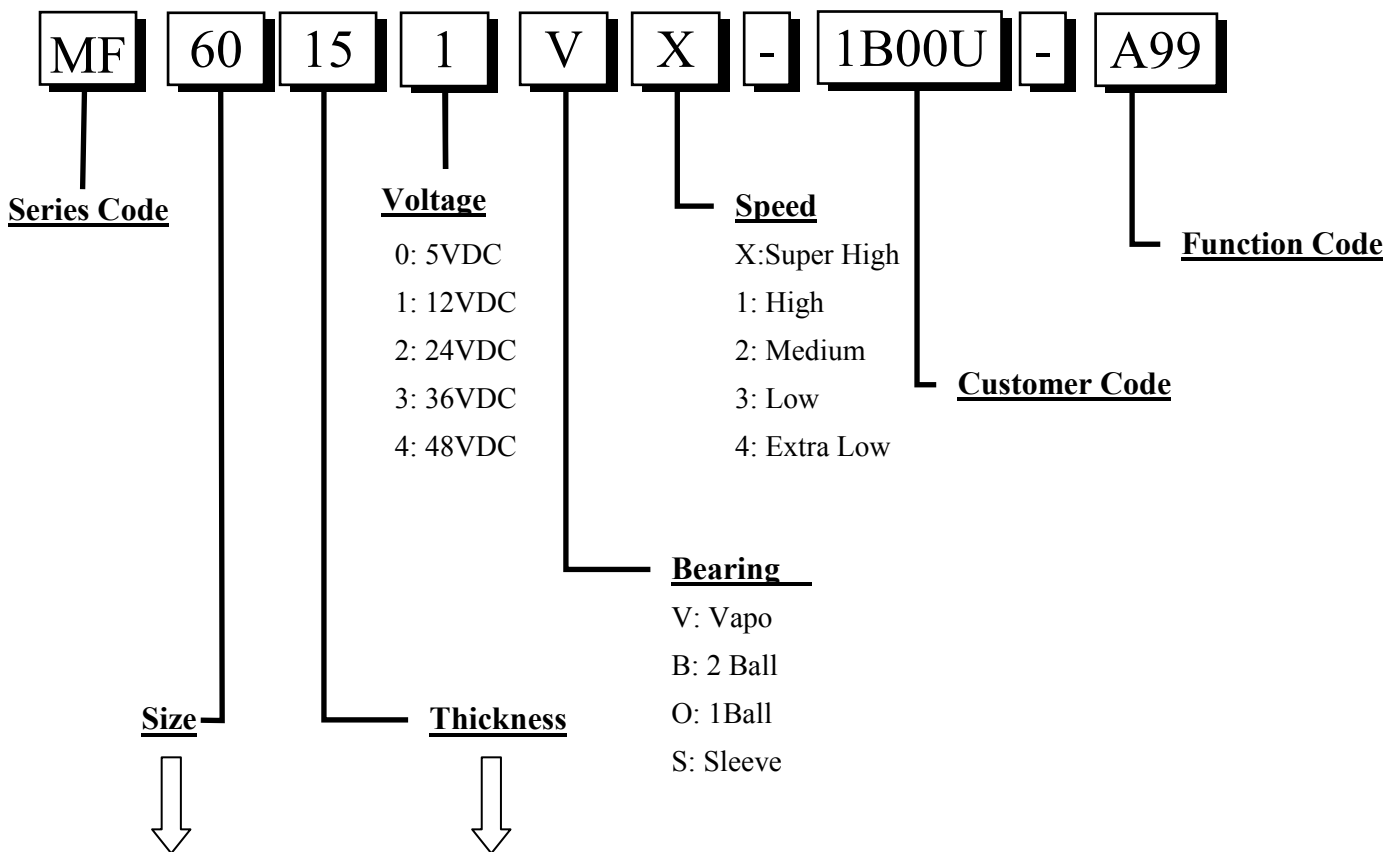 MF 60 15 1 V X - 1B00U - A99
Series Code
Voltage
0: 5VDC
1: 12VDC
2: 24VDC
3: 36VDC
4: 48VDC
Speed
X:Super High
1: High
2: Medium
3: Low
4: Extra Low
Function Code
Customer Code
Bearing
V: Vapo
B: 2 Ball
O: 1Ball
S: Sleeve
Size
Thickness